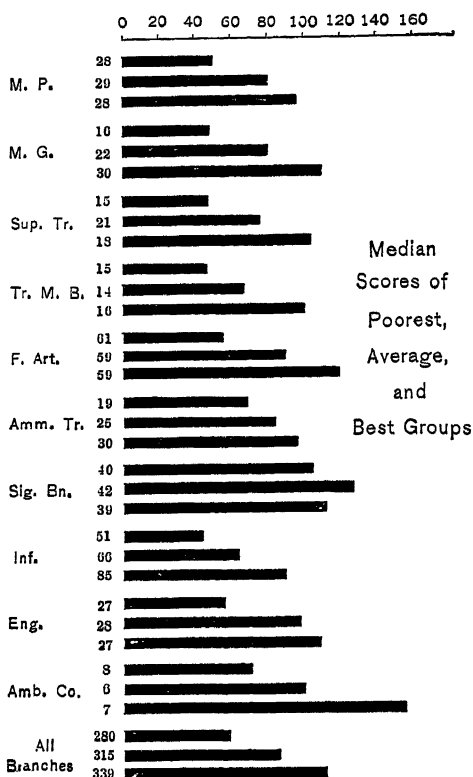 0 20 40 60 80 100 120 140 160
28
M. P. 29
28
16
M. G. 22
30
15
Sup. Tr. 21
18
15
Tr. M. B. 14
16
61
F. Art. 59
59
19
Amm. Tr. 25
30
40
Sig. Bn. 42
39
51
Inf. 66
85
27
Eng. 28
27
8
Amb. Co. 6
7
280
All Branches 315
339
Median
Scores of
Poorest,
Average,
and
Best Groups